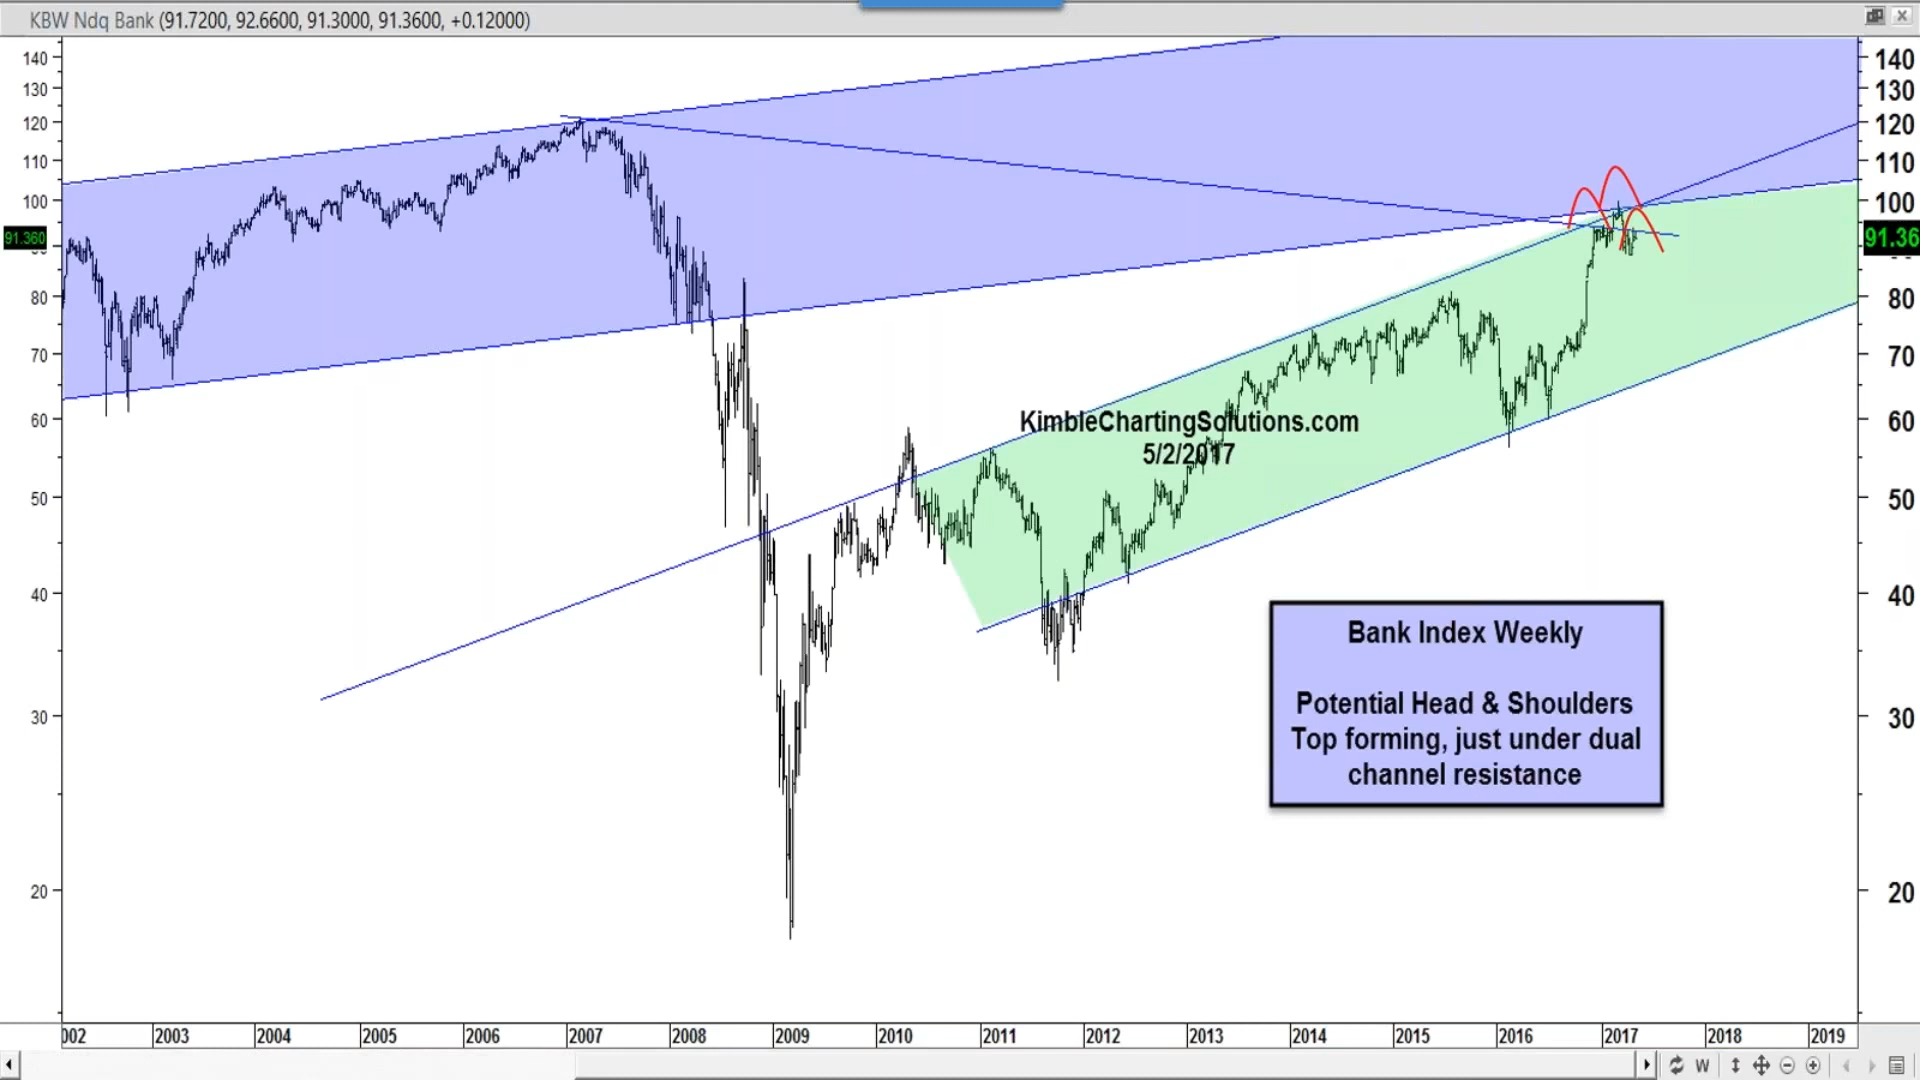 KBW Ndq Bank (91.7200, 92.6600, 91.3000, 91.3600, +0.12000)
140 140
130 130
120 120
110 110
100 100
91.360 91.36
80 80
70 70
60 60
KimbleChartingSolutions.com
5/2/2017
50 50
40 40
Bank Index Weekly
Potential Head & Shoulders
Top forming, just under dual
channel resistance
30 30
20 20
002 2003 2004 2005 2006 2007 2008 2009 2010 2011 2012 2013 2014 2015 2016 2017 2018 2019
W